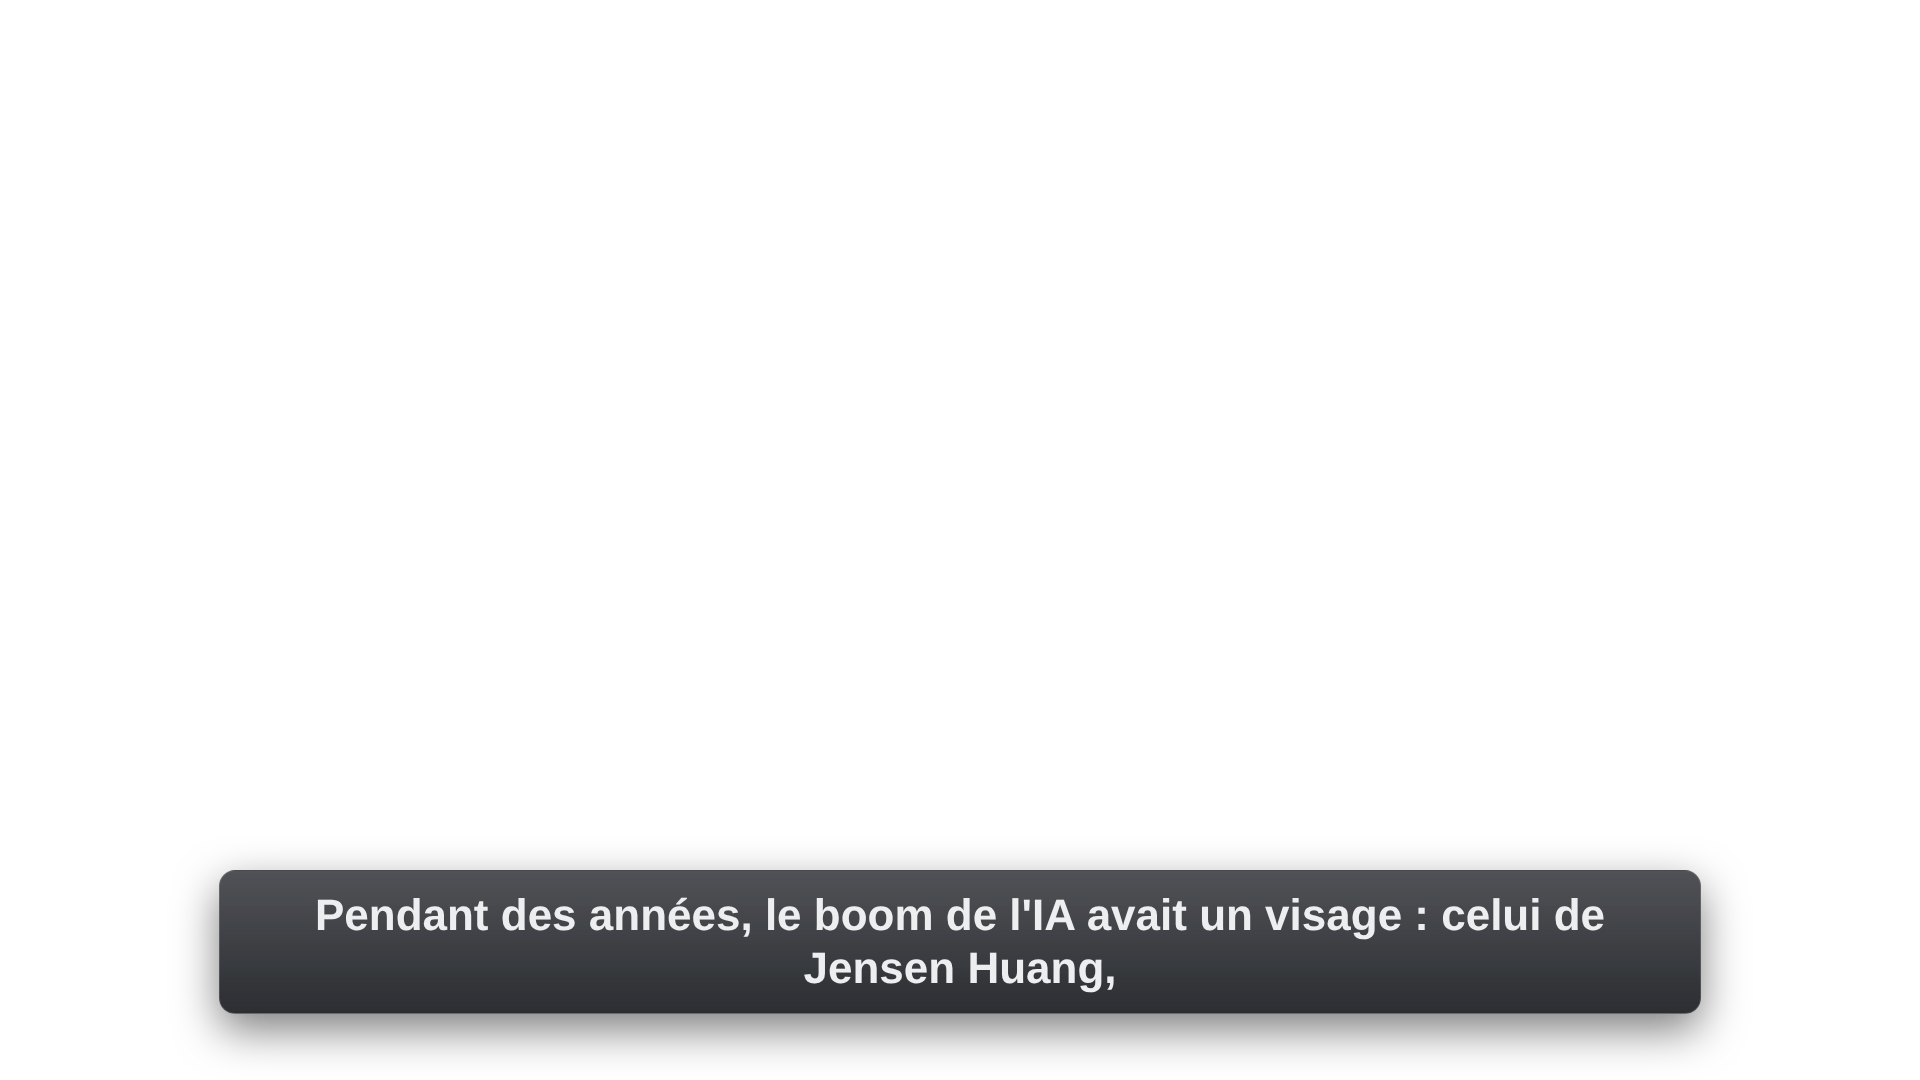 Pendant des années, le boom de l'IA avait un visage : celui de
Jensen Huang,